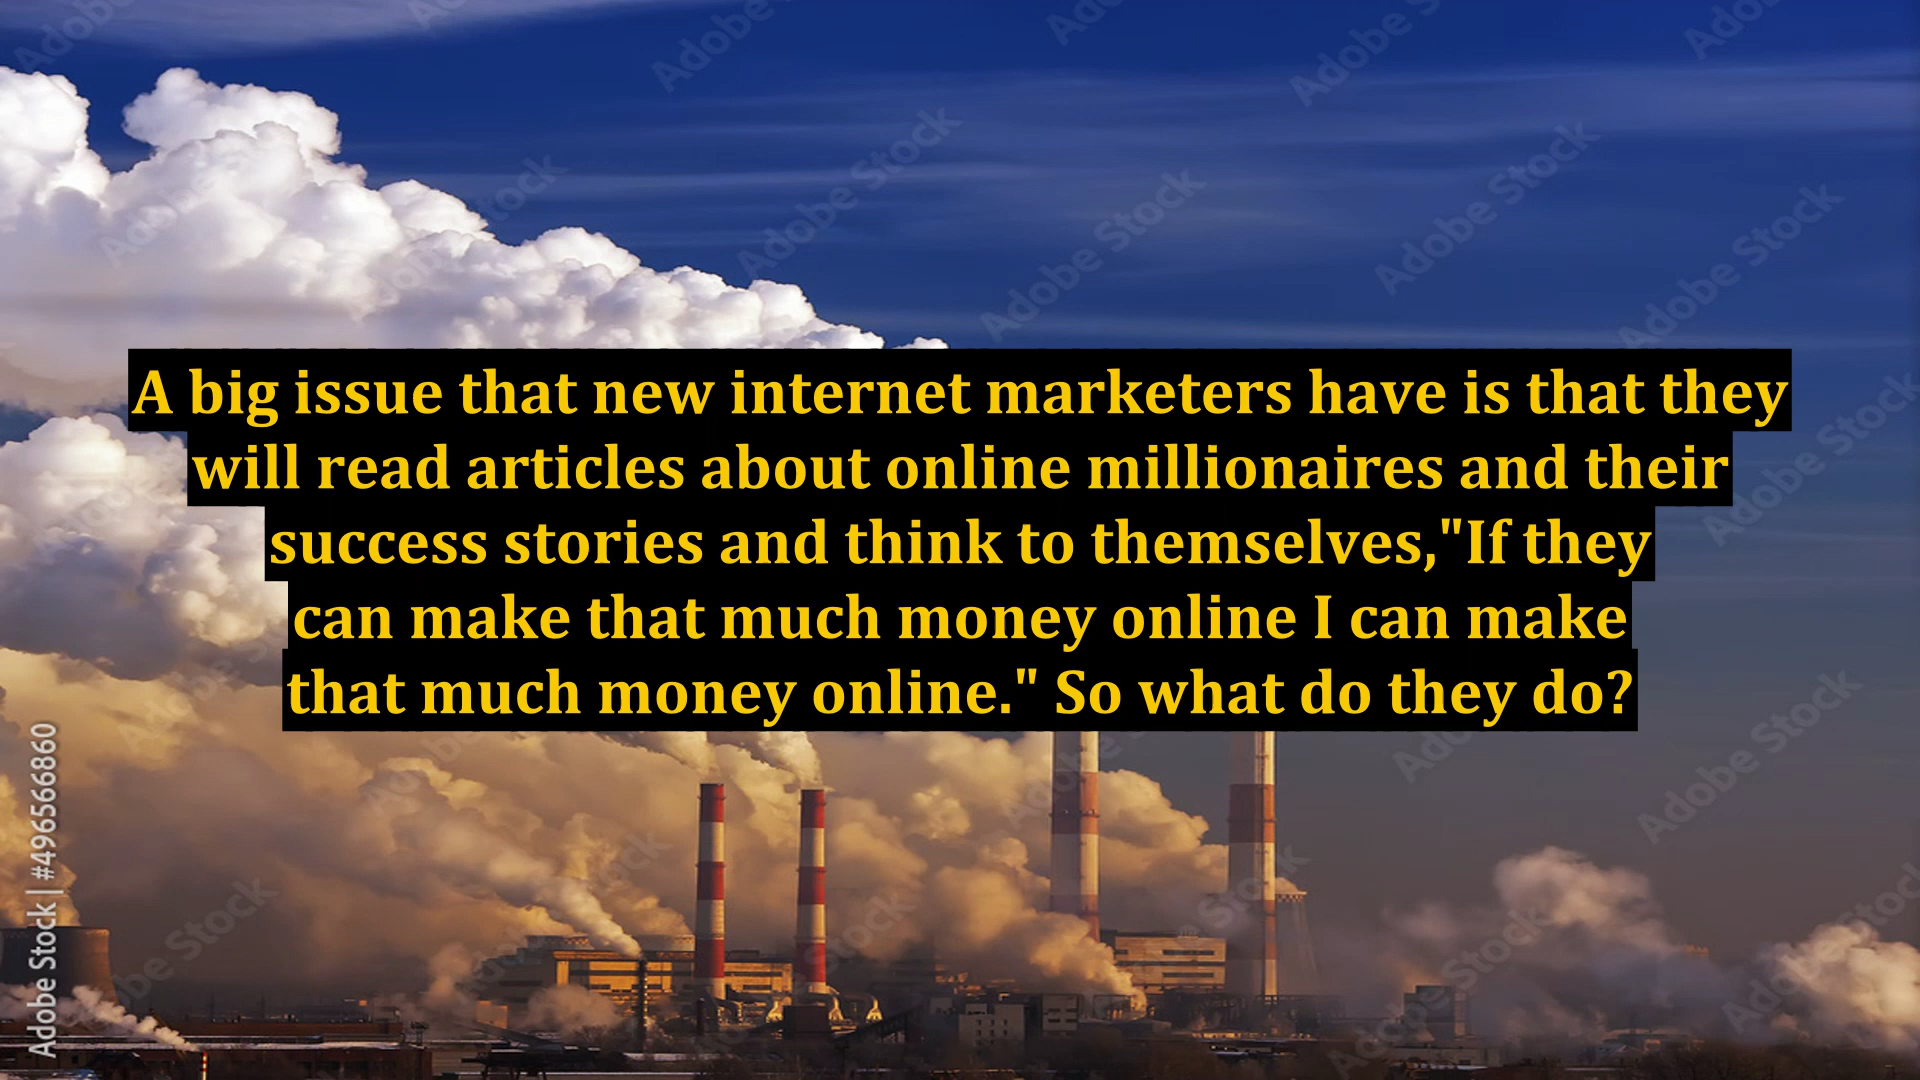 A big issue that new internet marketers have is that they
will read articles about online millionaires and their
success stories and think to themselves,"If they
can make that much money online I can make
that much money online." So what do they do?
Adobe Stock | #496566860
Adobe Stock